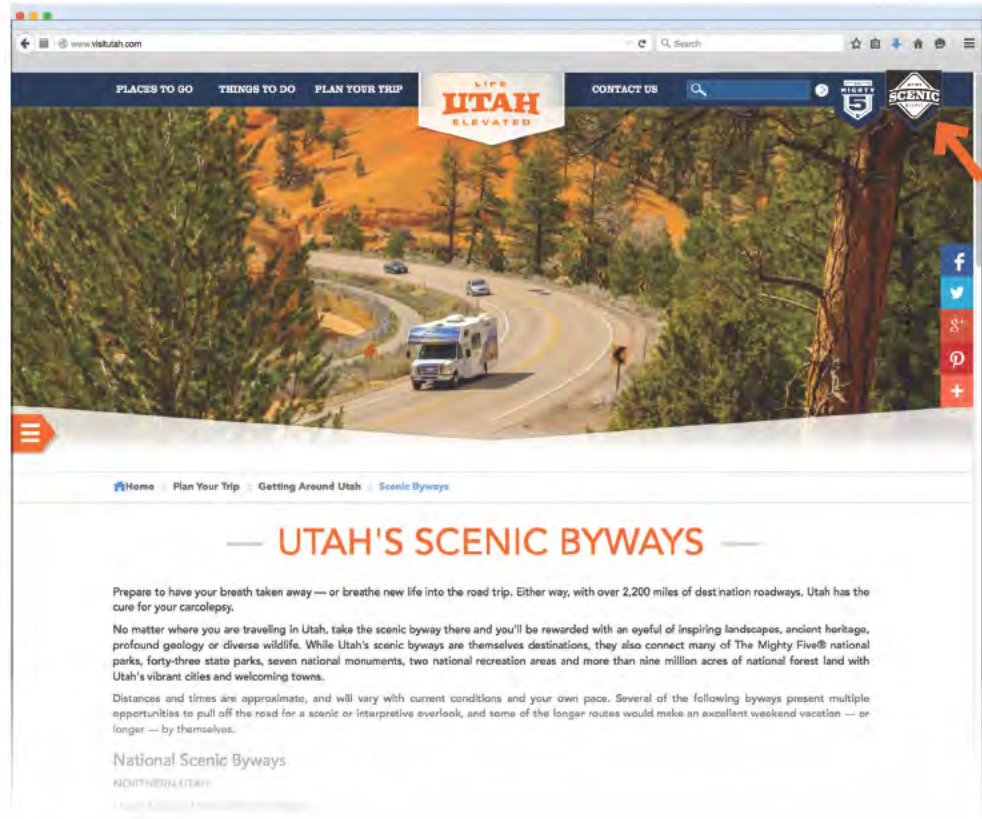 www.visitutah.com
Search
PLACES TO GO
THINGS TO DO
PLAN YOUR TRIP
LIFE
UTAH
ELEVATED
CONTACT US
MIGHTY
5
SCENIC
Home
Plan Your Trip
Getting Around Utah
Scenic Byways
UTAH'S SCENIC BYWAYS
Prepare to have your breath taken away — or breathe new life into the road trip. Either way, with over 2,200 miles of destination roadways, Utah has the
cure for your carcolepsy.
No matter where you are traveling in Utah, take the scenic byway there and you'll be rewarded with an eyeful of inspiring landscapes, ancient heritage,
profound geology or diverse wildlife. While Utah's scenic byways are themselves destinations, they also connect many of The Mighty Five® national
parks, forty-three state parks, seven national monuments, two national recreation areas and more than nine million acres of national forest land with
Utah's vibrant cities and welcoming towns.
Distances and times are approximate, and will vary with current conditions and your own pace. Several of the following byways present multiple
opportunities to pull off the road for a scenic or interpretive overlook, and some of the longer routes would make an excellent weekend vacation — or
longer — by themselves.
National Scenic Byways
NORTHERN UTAH